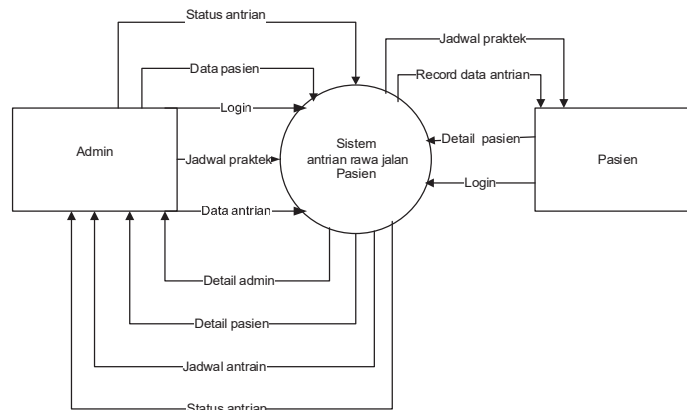 Status antrian
Jadwal praktek
Data pasien
Record data antrian
Login
Admin
Sistem
antrian rawa jalan
Pasien
Detail pasien
Pasien
Jadwal praktek
Login
Data antrian
Detail admin
Detail pasien
Jadwal antrain
Status antrian